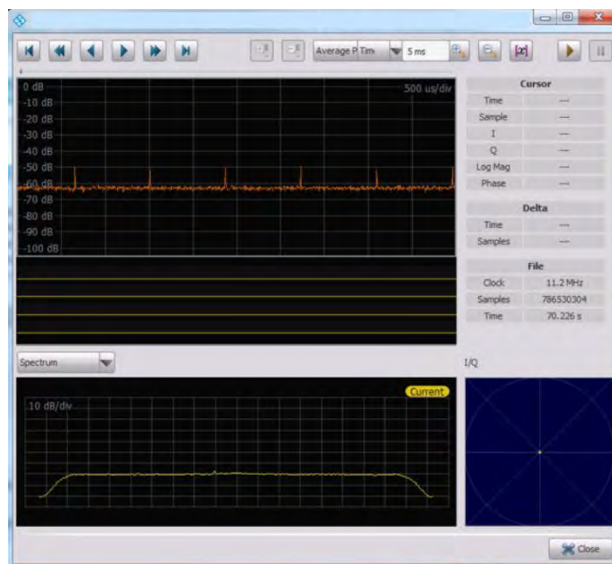 Average P Tim 5 ms
0 dB 500 us/div
-10 dB
-20 dB
-30 dB
-40 dB
-50 dB
-60 dB
-70 dB
-80 dB
-90 dB
-100 dB
Cursor
Time ---
Sample ---
I ---
Q ---
Log Mag ---
Phase ---
Delta
Time ---
Samples ---
File
Clock 11.2 MHz
Samples 786530304
Time 70.226 s
Spectrum
I/Q
10 dB/div Current
Close